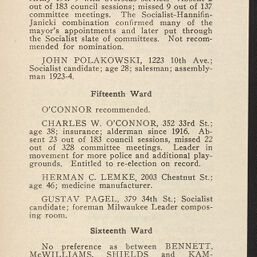 out of 183 council sessions; missed 9 out of 137
committee meetings. The Socialist-Hannifin-
Janicki combination confirmed many of the
mayor's appointments and later put through
the Socialist slate of committees. Not recom-
mended for nomination.
JOHN POLAKOWSKI, 1223 10th Ave.;
Socialist candidate; age 28; salesman; assembly-
man 1923-4.
Fifteenth Ward
O'CONNOR recommended.
CHARLES W. O'CONNOR, 352 33rd St.;
age 38; insurance; alderman since 1916. Ab-
sent 23 out of 183 council sessions, missed 22
out of 328 committee meetings. Leader in
movement for more police and additional play-
grounds. Entitled to re-election on record.
HERMAN C. LEMKE, 2003 Chestnut St.;
age 46; medicine manufacturer.
GUSTAV PAGEL, 379 34th St.; Socialist
candidate; foreman Milwaukee Leader compos-
ing room.
Sixteenth Ward
No preference as between BENNETT,
McWILLIAMS, SHIELDS and KAM-